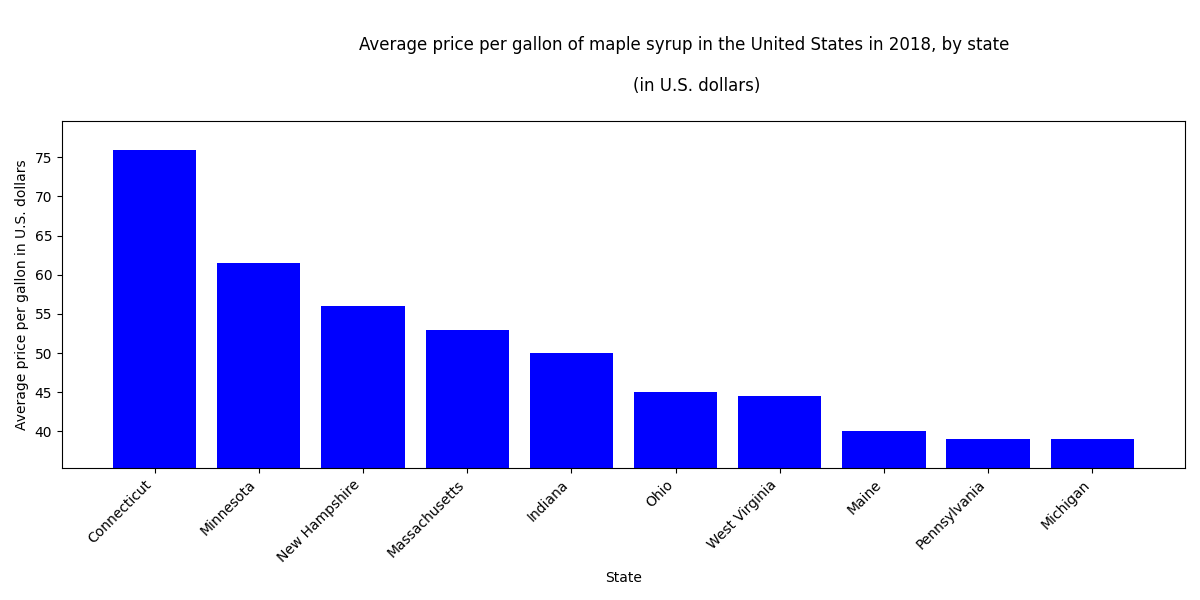 Average price per gallon of maple syrup in the United States in 2018, by state
(in U.S. dollars)
Average price per gallon in U.S. dollars
75
70
65
60
55
50
45
40
Connecticut
Minnesota
New Hampshire
Massachusetts
Indiana
Ohio
West Virginia
Maine
Pennsylvania
Michigan
State